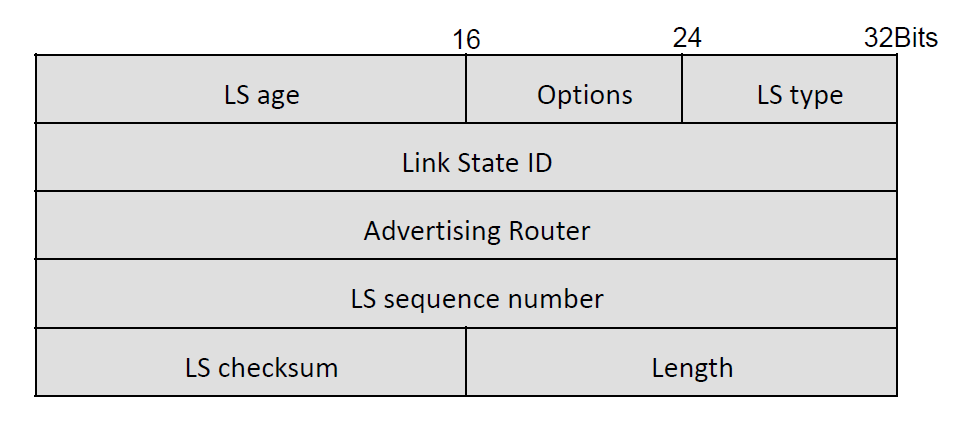 16 24 32Bits
LS age Options LS type
Link State ID
Advertising Router
LS sequence number
LS checksum Length